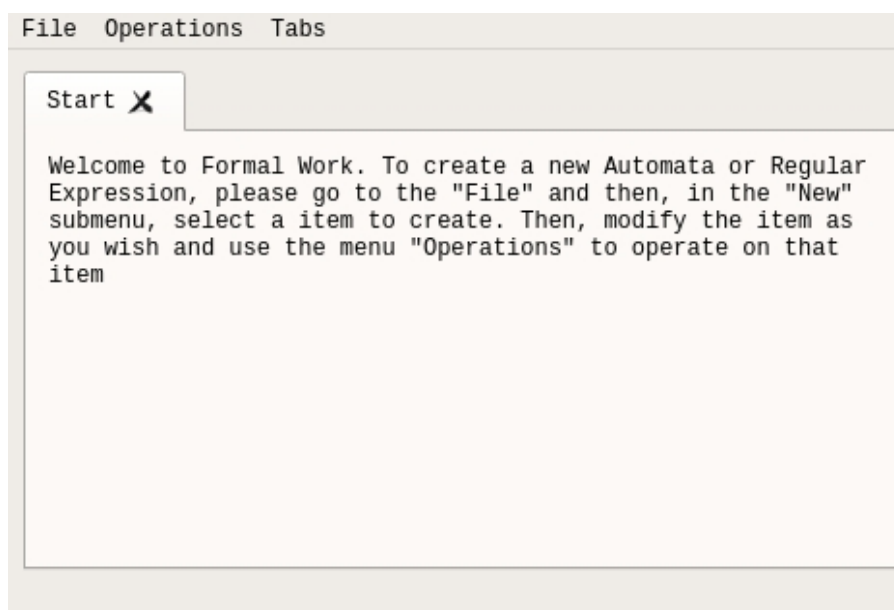 File Operations Tabs
Start
Welcome to Formal Work. To create a new Automata or Regular
Expression, please go to the "File" and then, in the "New"
submenu, select a item to create. Then, modify the item as
you wish and use the menu "Operations" to operate on that
item